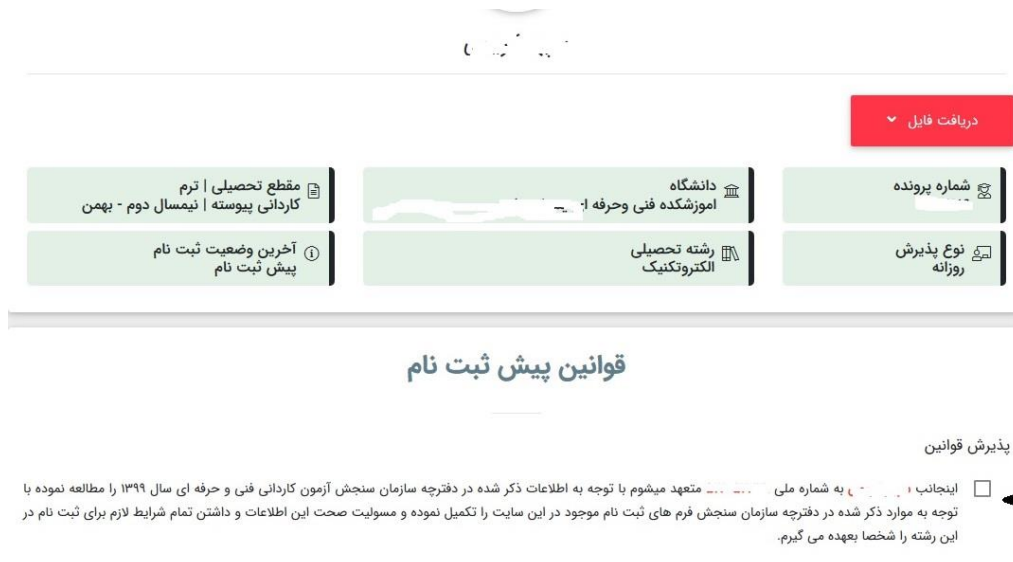 دریافت فایل
شماره پرونده
دانشگاه
اموزشکده فنی وحرفه
مقطع تحصیلی | ترم
کاردانی پیوسته | نیمسال دوم - بهمن
نوع پذیرش
روزانه
رشته تحصیلی
الکتروتکنیک
آخرین وضعیت ثبت نام
پیش ثبت نام
قوانین پیش ثبت نام
پذیرش قوانین
اینجانب به شماره ملی متعهد میشوم با توجه به اطلاعات ذکر شده در دفترچه سازمان سنجش آزمون کاردانی فنی و حرفه ای سال ۱۳۹۹ را مطالعه نموده با
توجه به موارد ذکر شده در دفترچه سازمان سنجش فرم های ثبت نام موجود در این سایت را تکمیل نموده و مسولیت صحت این اطلاعات و داشتن تمام شرایط لازم برای ثبت نام در
این رشته را شخصا بعهده می گیرم.